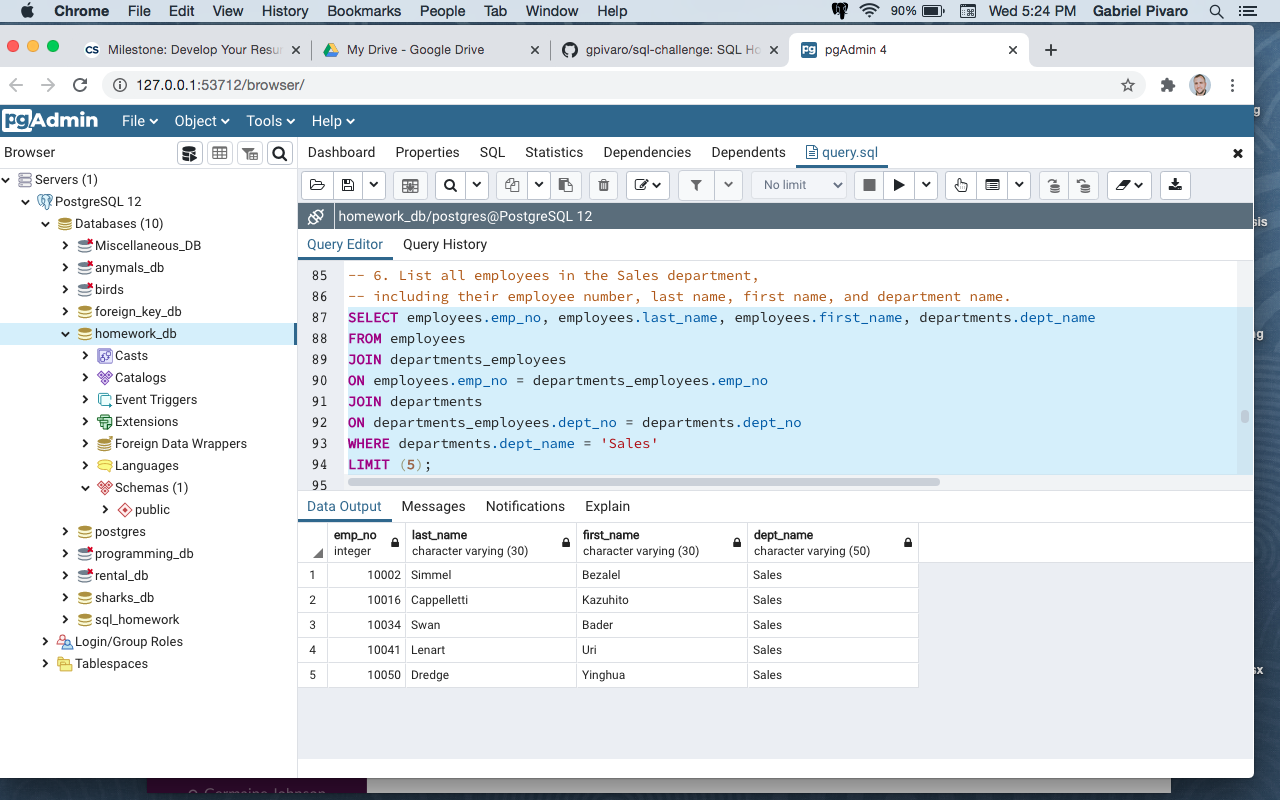 Chrome File Edit View History Bookmarks People Tab Window Help 90% Wed 5:24 PM Gabriel Pivaro
CS Milestone: Develop Your Resu My Drive - Google Drive gpivaro/sql-challenge: SQL Ho pgAdmin 4
127.0.0.1:53712/browser/
pgAdmin File Object Tools Help
Browser
Dashboard Properties SQL Statistics Dependencies Dependents query.sql
No limit
homework_db/postgres@PostgreSQL 12
Query Editor Query History
Servers (1)
PostgreSQL 12
Databases (10)
Miscellaneous_DB
anymals_db
birds
foreign_key_db
homework_db
Casts
Catalogs
Event Triggers
Extensions
Foreign Data Wrappers
Languages
Schemas (1)
public
postgres
programming_db
rental_db
sharks_db
sql_homework
Login/Group Roles
Tablespaces
85 -- 6. List all employees in the Sales department,
86 -- including their employee number, last name, first name, and department name.
87 SELECT employees.emp_no, employees.last_name, employees.first_name, departments.dept_name
88 FROM employees
89 JOIN departments_employees
90 ON employees.emp_no = departments_employees.emp_no
91 JOIN departments
92 ON departments_employees.dept_no = departments.dept_no
93 WHERE departments.dept_name = 'Sales'
94 LIMIT (5);
95
Data Output Messages Notifications Explain
emp_no last_name first_name dept_name
integer character varying (30) character varying (30) character varying (50)
1 10002 Simmel Bezalel Sales
2 10016 Cappelletti Kazuhito Sales
3 10034 Swan Bader Sales
4 10041 Lenart Uri Sales
5 10050 Dredge Yinghua Sales